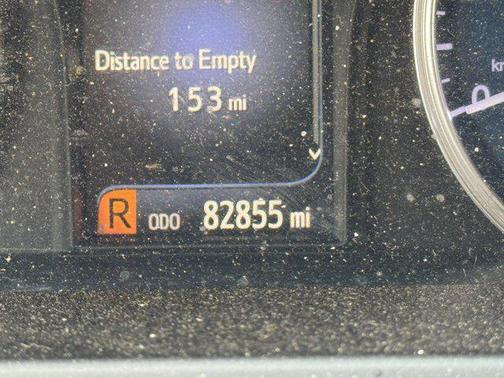 Distance to Empty
153 mi
R ODO 82855 mi